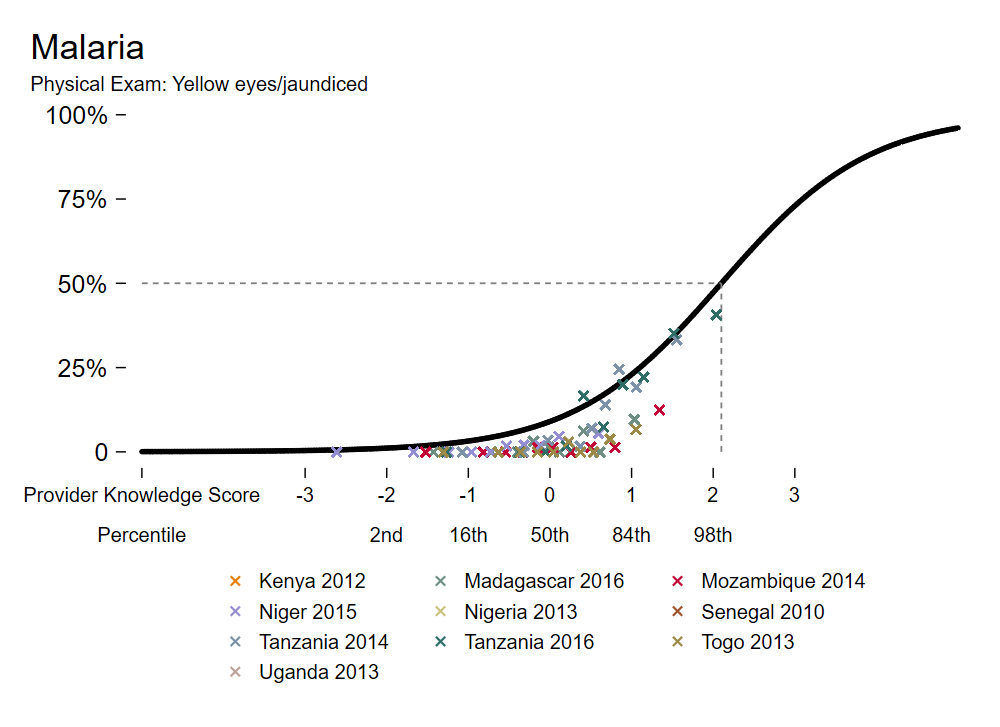 Malaria
Physical Exam: Yellow eyes/jaundiced
100%
75%
50%
25%
0
Provider Knowledge Score -3 -2 -1 0 1 2 3
Percentile 2nd 16th 50th 84th 98th
Kenya 2012 Madagascar 2016 Mozambique 2014
Niger 2015 Nigeria 2013 Senegal 2010
Tanzania 2014 Tanzania 2016 Togo 2013
Uganda 2013